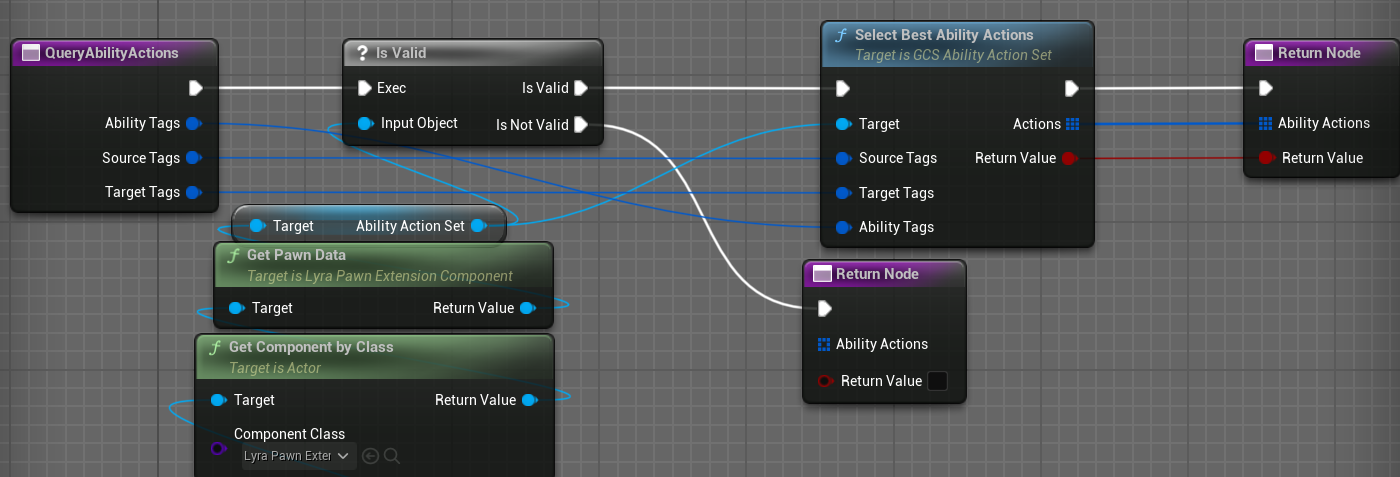 QueryAbilityActions
Ability Tags
Source Tags
Target Tags
? Is Valid
Exec
Is Valid
Input Object
Is Not Valid
Target
Ability Action Set
f Get Pawn Data
Target is Lyra Pawn Extension Component
Target
Return Value
f Get Component by Class
Target is Actor
Target
Return Value
Component Class
Lyra Pawn Exter
f Select Best Ability Actions
Target is GCS Ability Action Set
Target
Actions
Source Tags
Return Value
Target Tags
Ability Tags
Return Node
Ability Actions
Return Value
Return Node
Ability Actions
Return Value